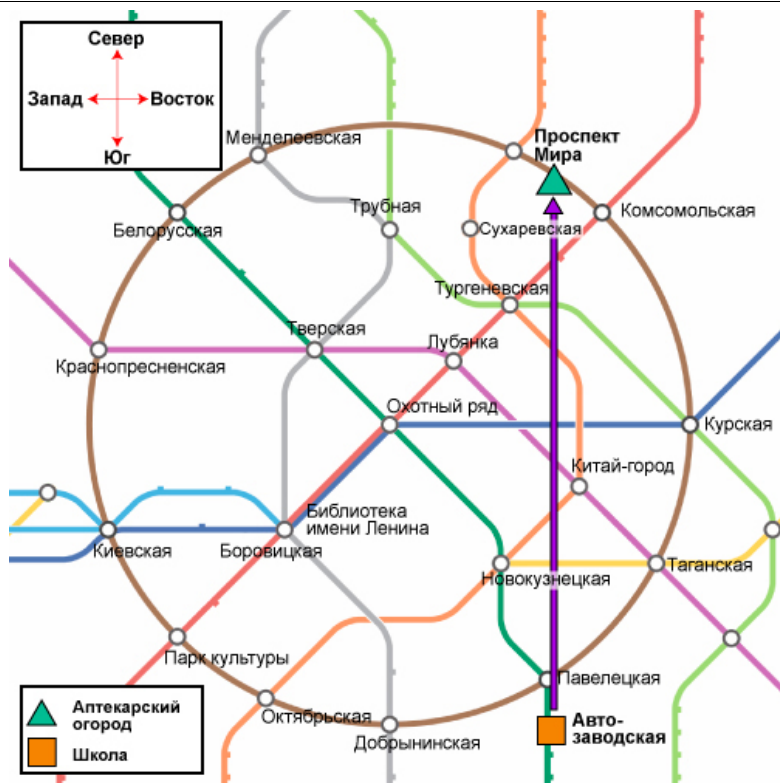 Север
Запад
Восток
Юг
Проспект
Мира
Менделеевская
Трубная
Комсомольская
Белорусская
Сухаревская
Тургеневская
Тверская
Лубянка
Краснопресненская
Охотный ряд
Курская
Китай-город
Библиотека
имени Ленина
Киевская
Боровицкая
Новокузнецкая
Таганская
Парк культуры
Павелецкая
Октябрьская
Добрынинская
Авто-
заводская
Аптекарский
огород
Школа